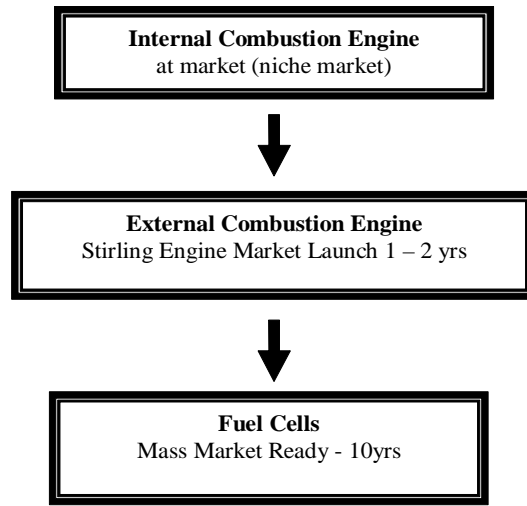 Internal Combustion Engine
at market (niche market)
External Combustion Engine
Stirling Engine Market Launch 1 – 2 yrs
Fuel Cells
Mass Market Ready - 10yrs